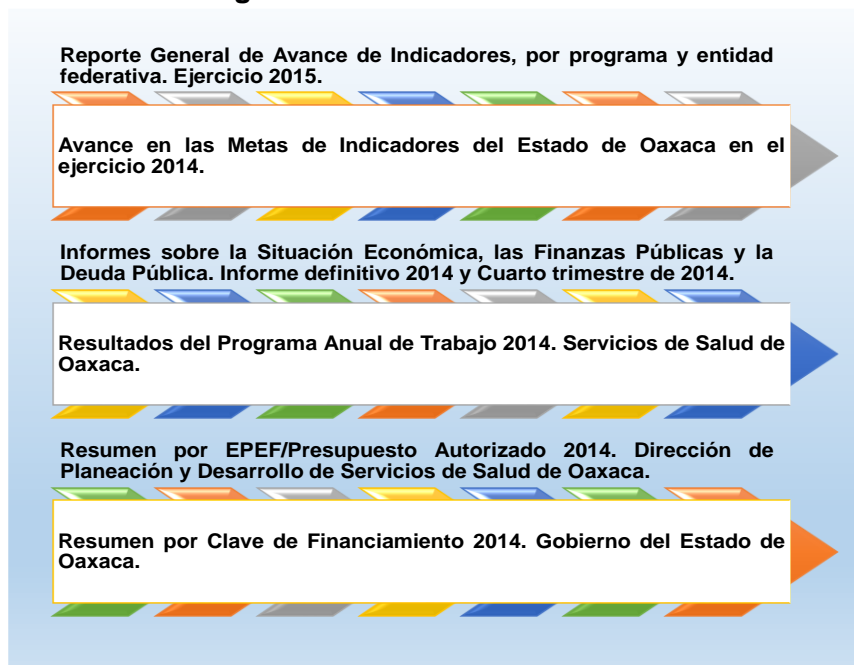 Reporte General de Avance de Indicadores, por programa y entidad
federativa. Ejercicio 2015.
Avance en las Metas de Indicadores del Estado de Oaxaca en el
ejercicio 2014.
Informes sobre la Situación Económica, las Finanzas Públicas y la
Deuda Pública. Informe definitivo 2014 y Cuarto trimestre de 2014.
Resultados del Programa Anual de Trabajo 2014. Servicios de Salud de
Oaxaca.
Resumen por EPEF/Presupuesto Autorizado 2014. Dirección de
Planeación y Desarrollo de Servicios de Salud de Oaxaca.
Resumen por Clave de Financiamiento 2014. Gobierno del Estado de
Oaxaca.